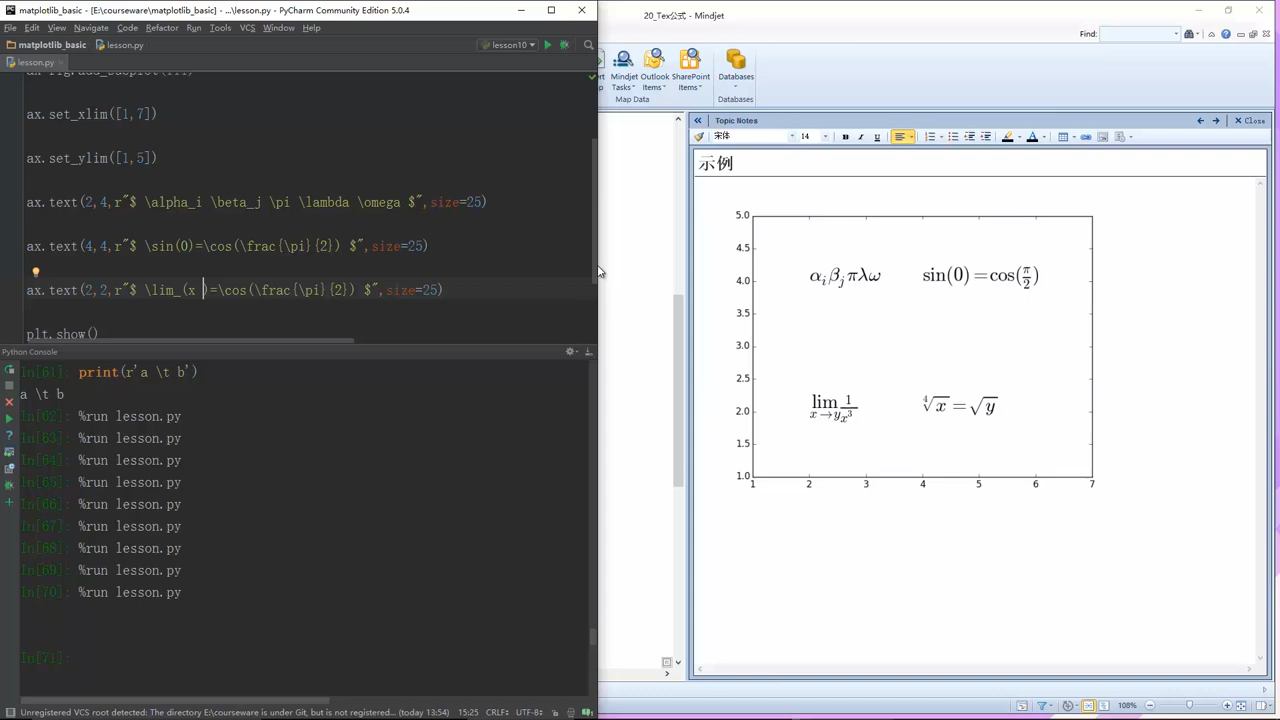 matplotlib_basic - [E:\courseware\matplotlib_basic] - ...\lesson.py - PyCharm Community Edition 5.0.4
File Edit View Navigate Code Refactor Run Tools VCS Window Help
matplotlib_basic lesson.py
lesson10
lesson.py
ax.set_xlim([1,7])
ax.set_ylim([1,5])
ax.text(2,4,r"$ \alpha_i \beta_j \pi \lambda \omega $",size=25)
ax.text(4,4,r"$ \sin(0)=\cos(\frac{\pi}{2}) $",size=25)
ax.text(2,2,r"$ \lim_(x )=\cos(\frac{\pi}{2}) $",size=25)
plt.show()
Python Console
In[61]: print(r'a \t b')
a \t b
In[62]: %run lesson.py
In[63]: %run lesson.py
In[64]: %run lesson.py
In[65]: %run lesson.py
In[66]: %run lesson.py
In[67]: %run lesson.py
In[68]: %run lesson.py
In[69]: %run lesson.py
In[70]: %run lesson.py
In[71]:
Unregistered VCS root detected: The directory E:\courseware is under Git, but is not registered... (today 13:54) 15:25 CRLF UTF-8
20_Tex公式 - Mindjet
Find:
Mindjet Tasks
Outlook Items
SharePoint Items
Databases
Map Data
Databases
Topic Notes
Close
宋体 14
示例
5.0
4.5
4.0
3.5
3.0
2.5
2.0
1.5
1.0
α_i β_j π λ ω
sin(0)=cos(π/2)
lim x→y 1/x³
∜x=√y
1 2 3 4 5 6 7
108%